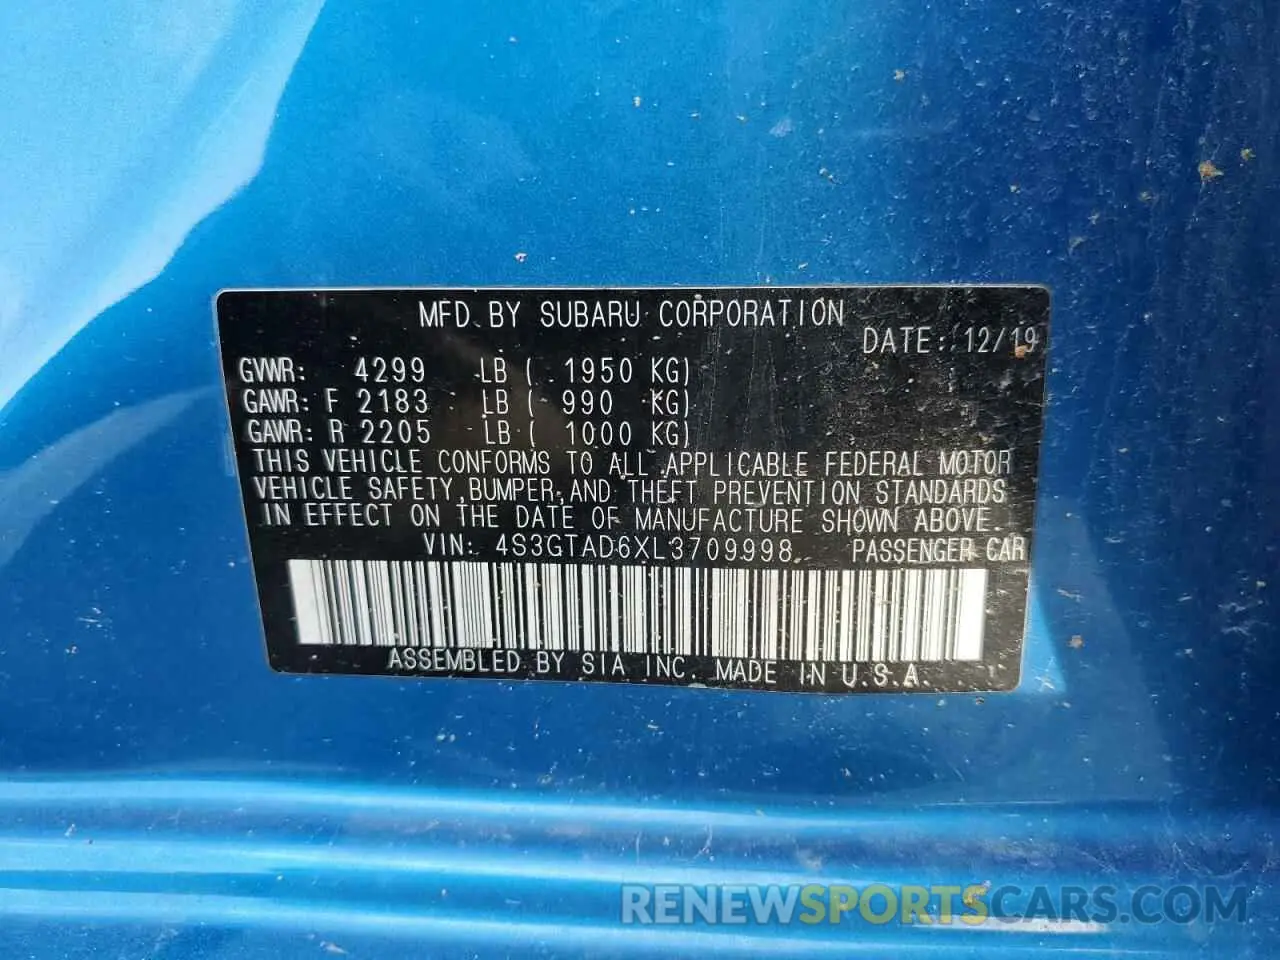 MFD BY SUBARU CORPORATION
DATE: 12/19
GVWR: 4299 LB ( 1950 KG)
GAWR: F 2183 LB ( 990 KG)
GAWR: R 2205 LB ( 1000 KG)
THIS VEHICLE CONFORMS TO ALL APPLICABLE FEDERAL MOTOR
VEHICLE SAFETY, BUMPER, AND THEFT PREVENTION STANDARDS
IN EFFECT ON THE DATE OF MANUFACTURE SHOWN ABOVE.
VIN: 4S3GTAD6XL3709998 PASSENGER CAR
ASSEMBLED BY SIA INC. MADE IN U.S.A.
RENEWSPORTSCARS.COM